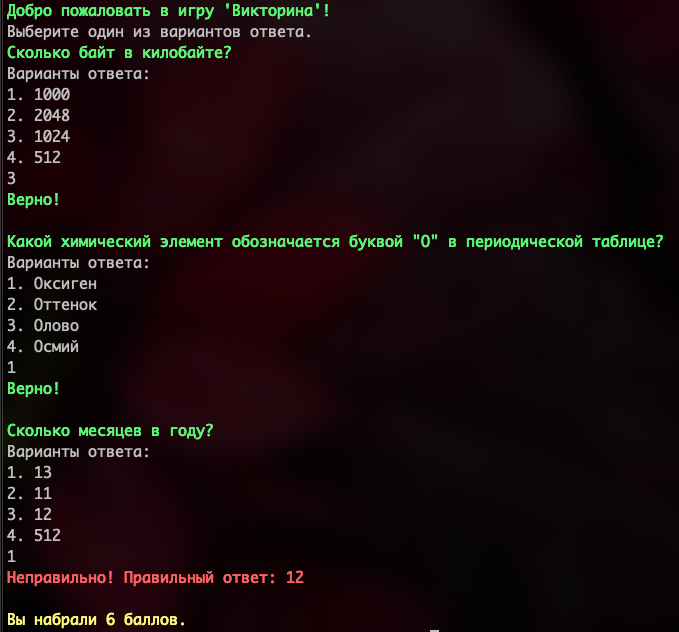 Добро пожаловать в игру 'Викторина'!
Выберите один из вариантов ответа.
Сколько байт в килобайте?
Варианты ответа:
1. 1000
2. 2048
3. 1024
4. 512
3
Верно!
Какой химический элемент обозначается буквой "О" в периодической таблице?
Варианты ответа:
1. Оксиген
2. Оттенок
3. Олово
4. Осмий
1
Верно!
Сколько месяцев в году?
Варианты ответа:
1. 13
2. 11
3. 12
4. 512
1
Неправильно! Правильный ответ: 12
Вы набрали 6 баллов.